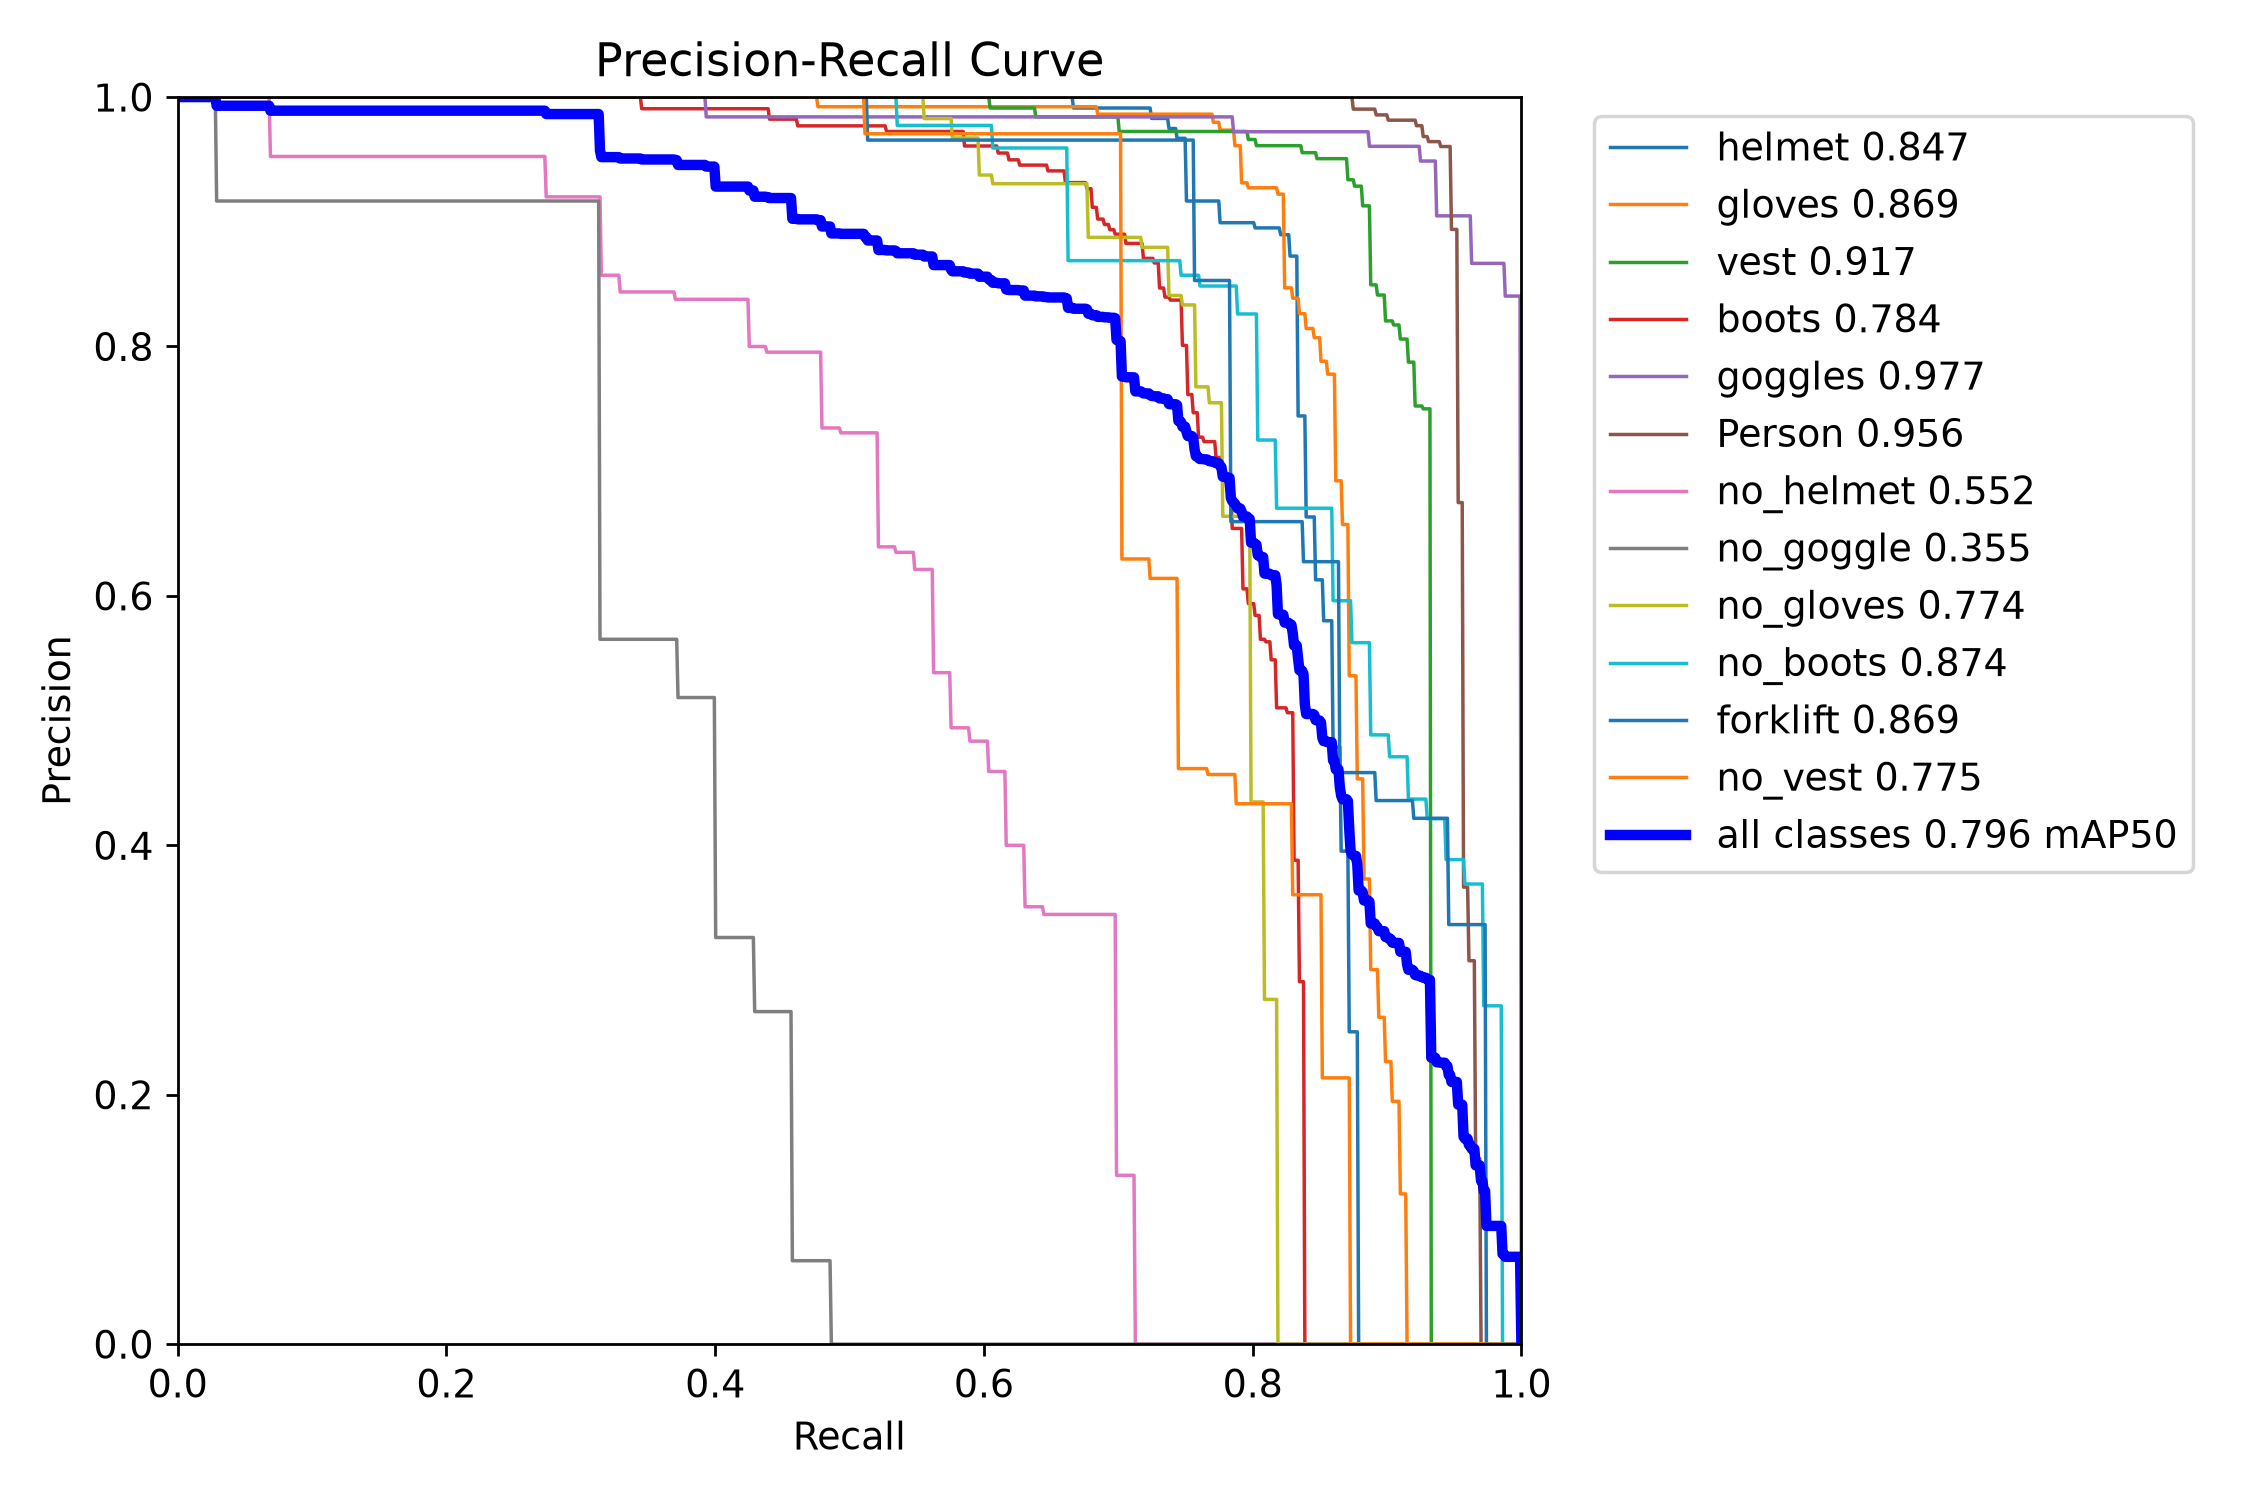 Precision-Recall Curve
1.0
0.8
0.6
0.4
0.2
0.0
Precision
0.0 0.2 0.4 0.6 0.8 1.0
Recall
helmet 0.847
gloves 0.869
vest 0.917
boots 0.784
goggles 0.977
Person 0.956
no_helmet 0.552
no_goggle 0.355
no_gloves 0.774
no_boots 0.874
forklift 0.869
no_vest 0.775
all classes 0.796 mAP50